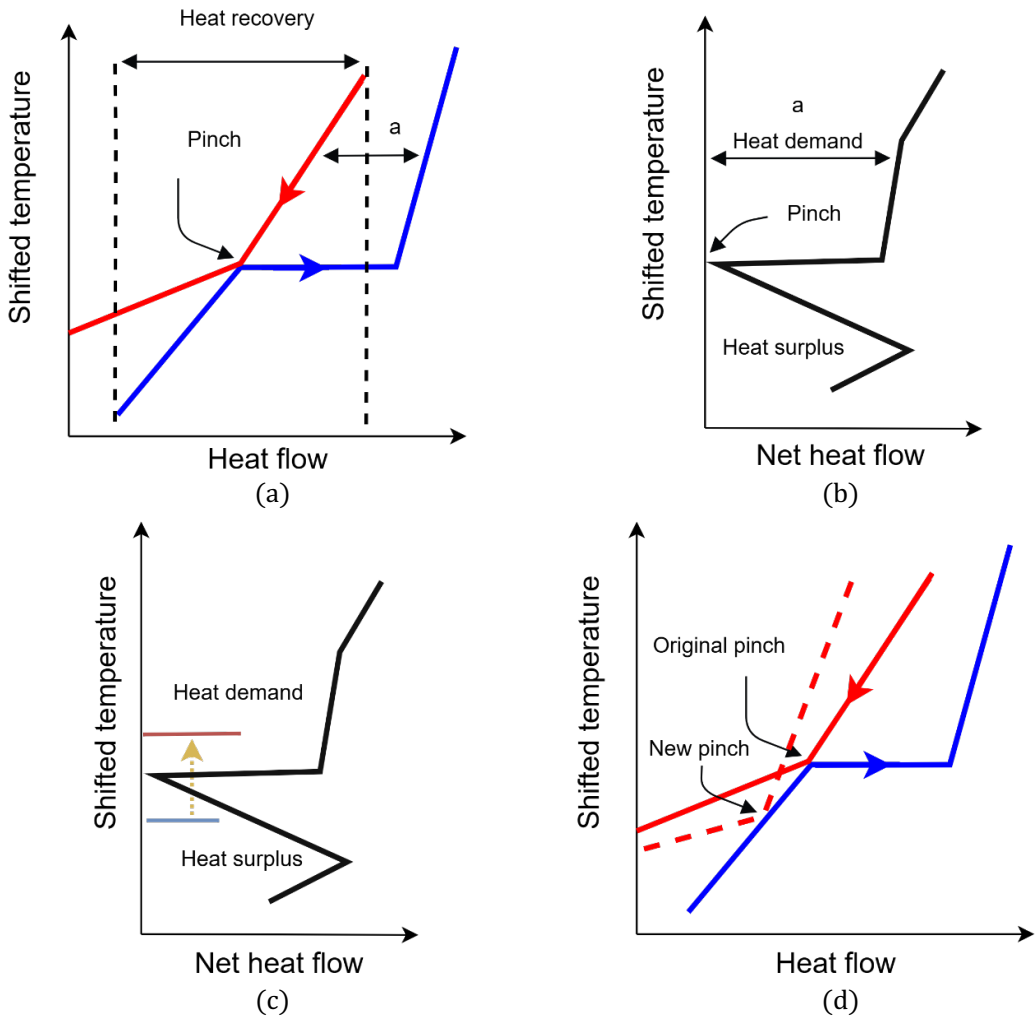 Heat recovery
a
Pinch
Shifted temperature
Heat flow
(a)
a
Heat demand
Pinch
Heat surplus
Shifted temperature
Net heat flow
(b)
Heat demand
Heat surplus
Shifted temperature
Net heat flow
(c)
Original pinch
New pinch
Shifted temperature
Heat flow
(d)